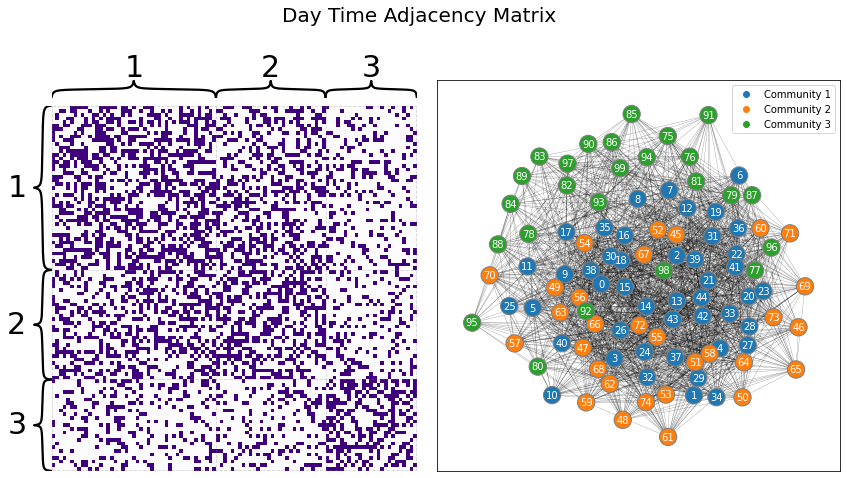 Day Time Adjacency Matrix
1 2 3
1
2
3
Community 1
Community 2
Community 3
85 91
75
90 86
83 94 76
97 99
89 82 81 7 6
93 8 79 87
84 12 19
78 17 35 16 52 45 31 36 60 71
88 54 96
30 18 67 2 39 22
11 9 38 98 41 77
70 0 15 21
49 56 14 13 44 20 23 69
25 5 63 92 43 42 33 73
95 66 26 72 28 46
57 40 47 55 4 27
3 24 37 58
80 68 51 64 65
62 32 29
10 53 1 34 50
59 74
48
61